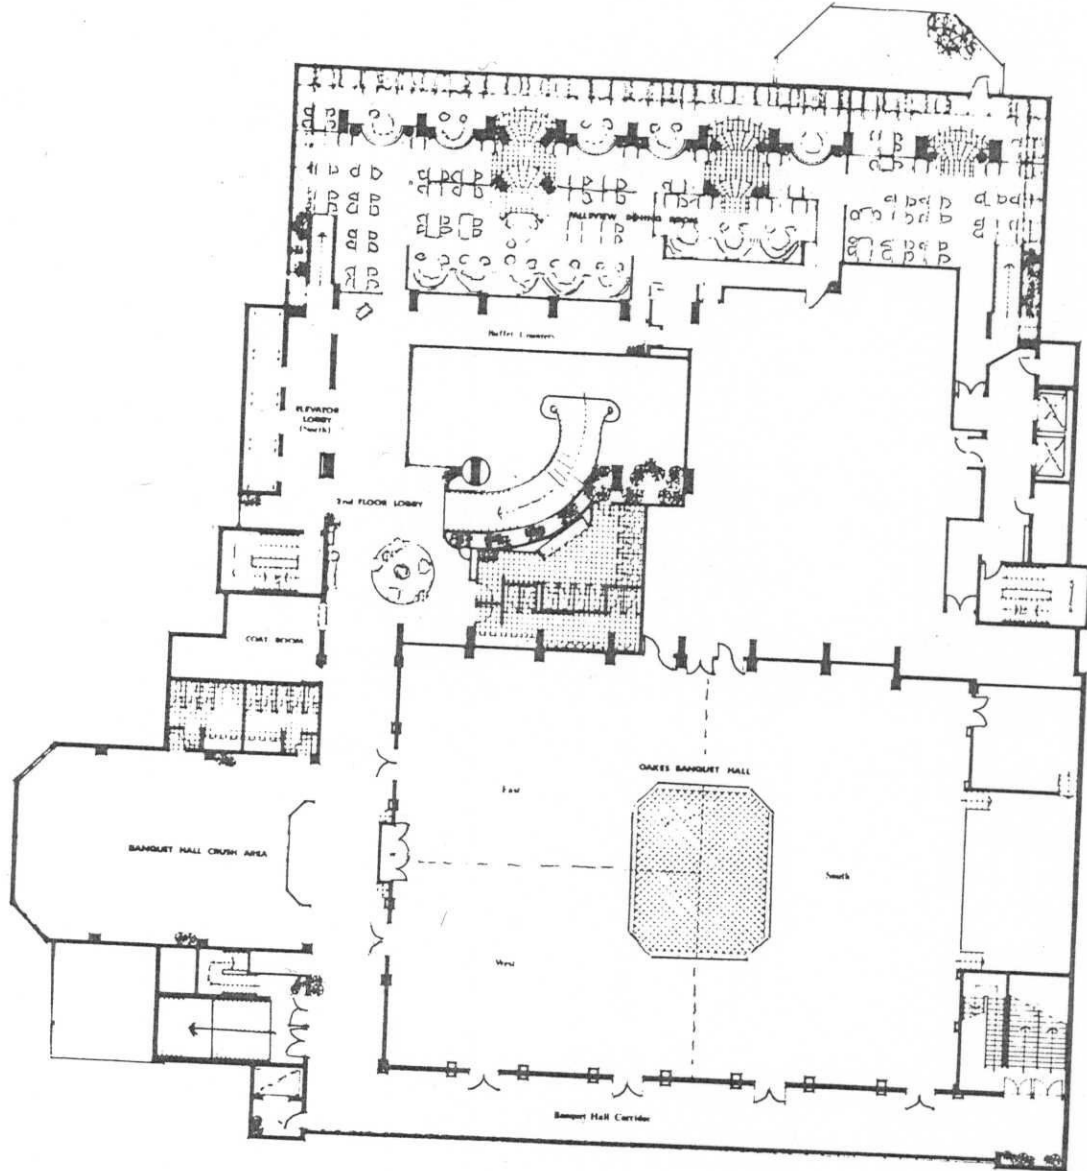 DINING ROOM
Buffet Counters
ELEVATOR
LOBBY
(North)
2nd FLOOR LOBBY
COAT ROOM
OAKES BANQUET HALL
East
BANQUET HALL CRUSH AREA
South
West
Banquet Hall Corridor